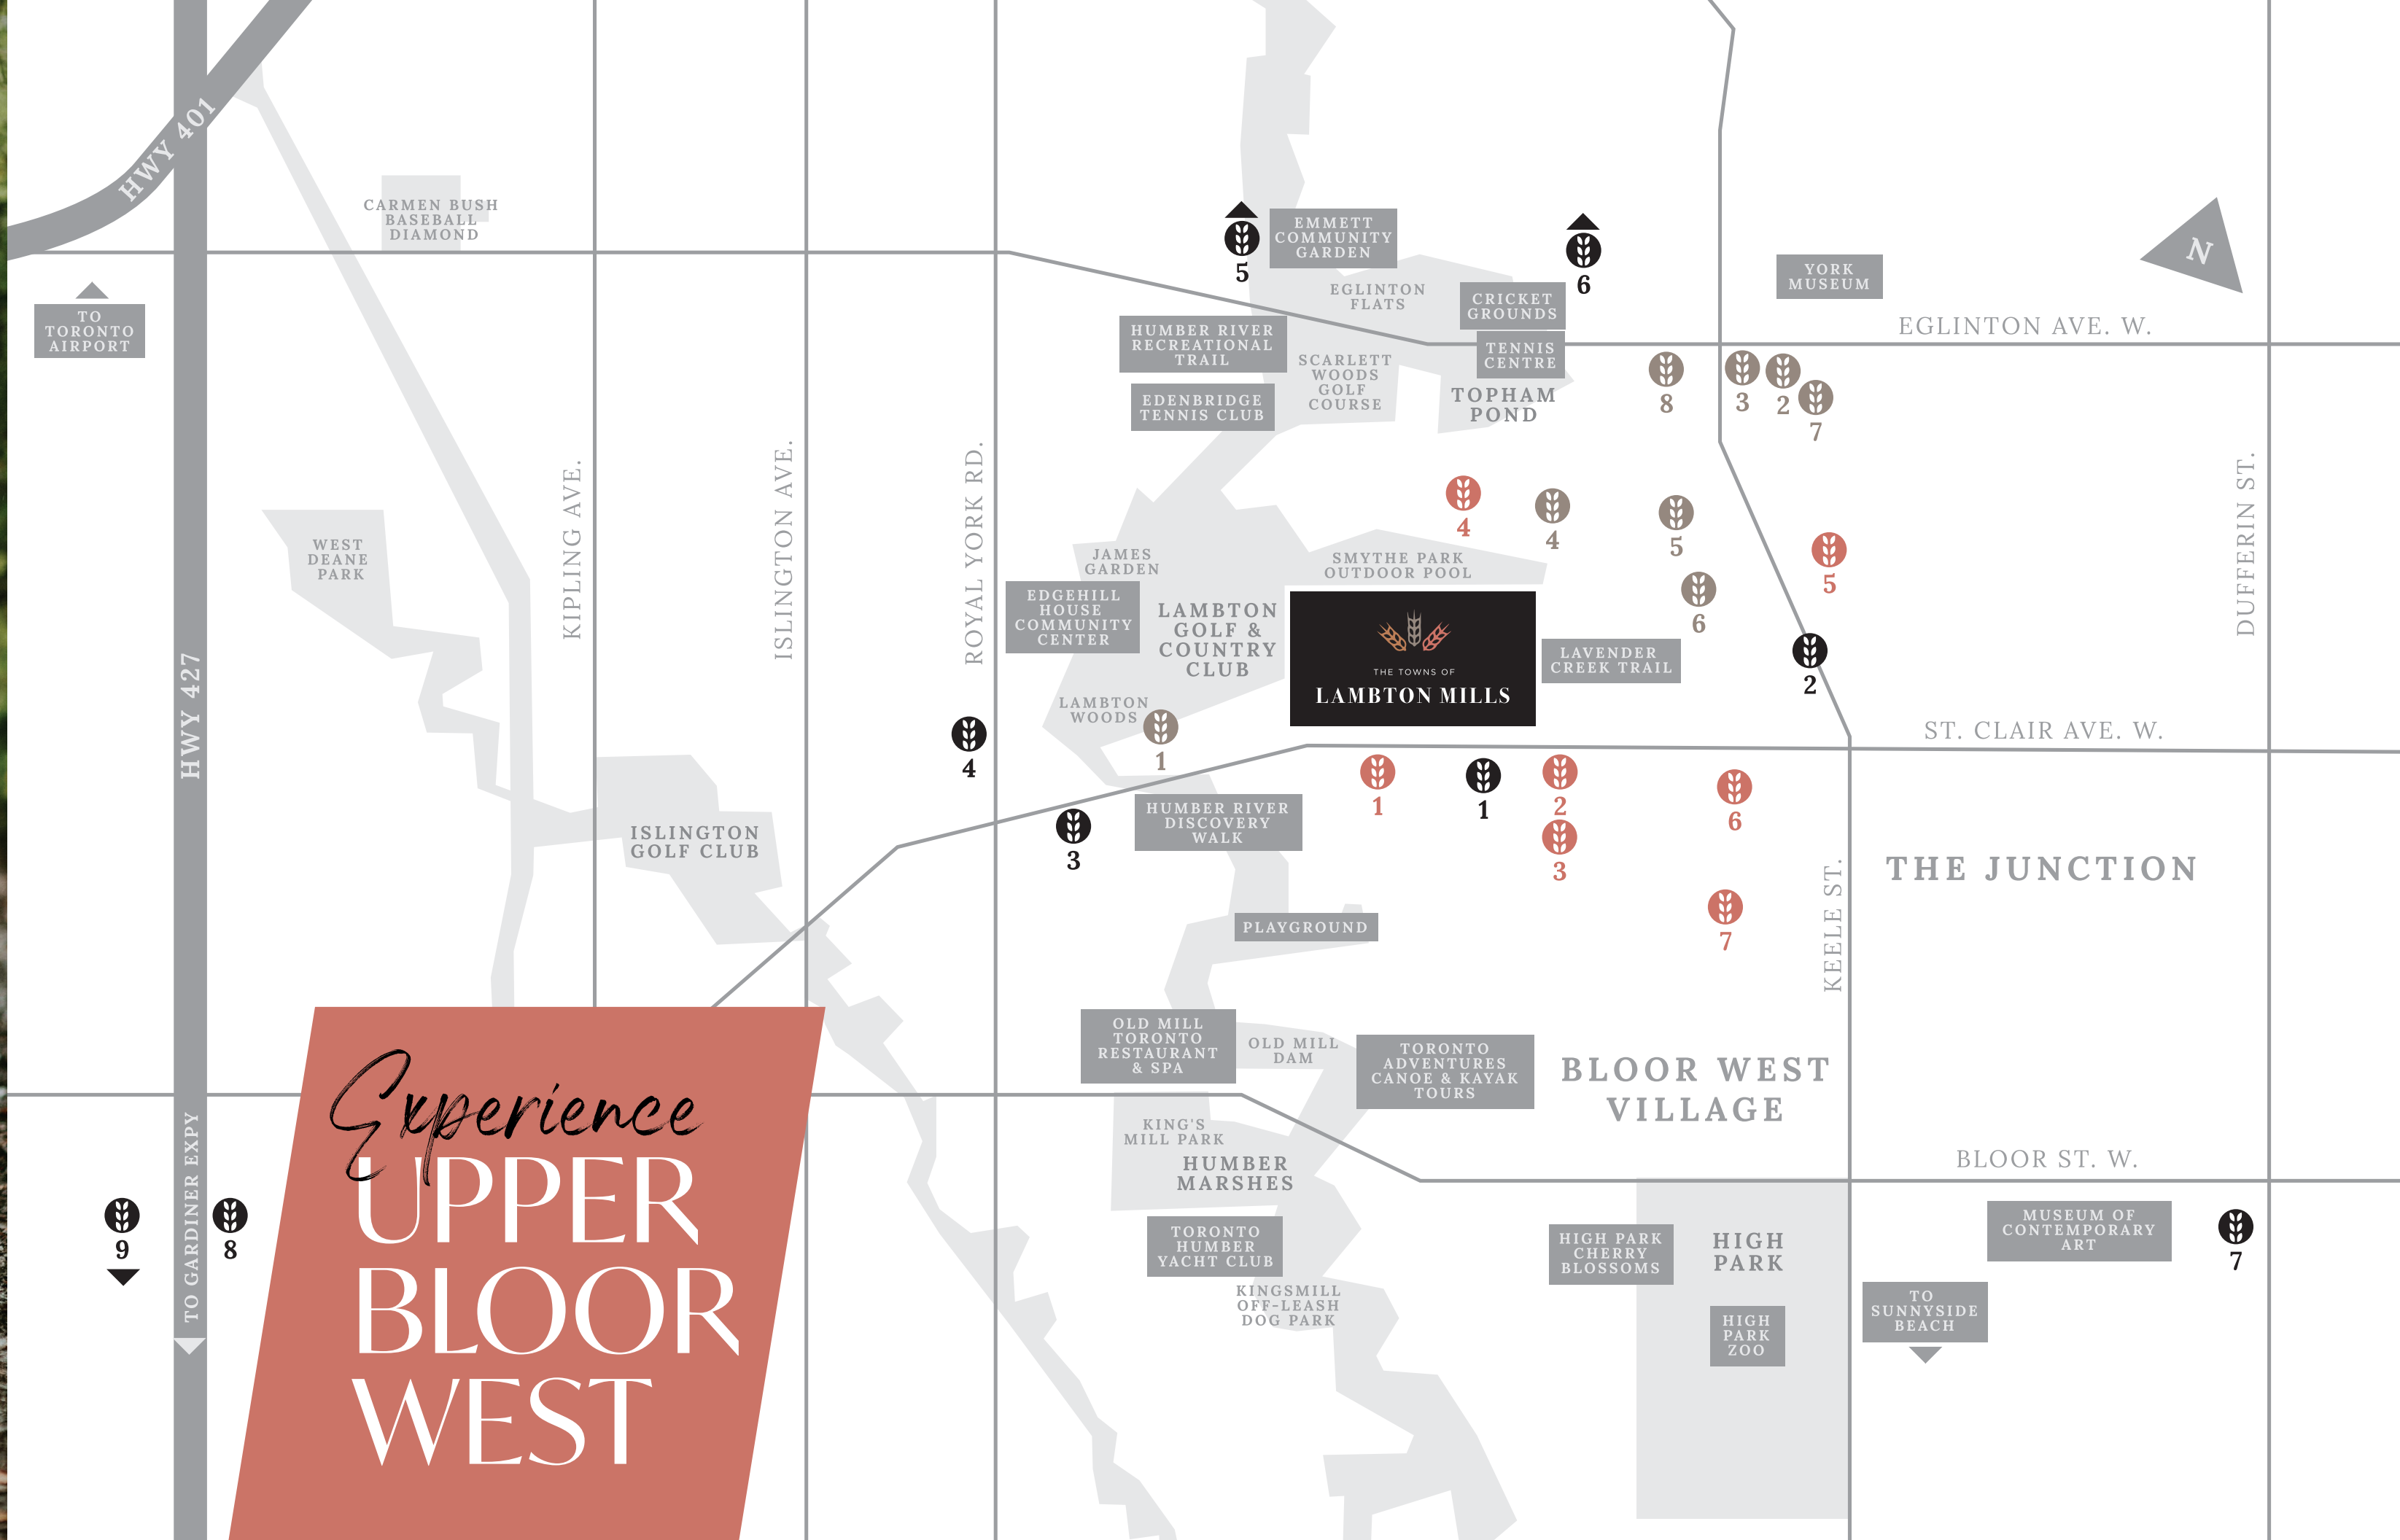 HWY 401
CARMEN BUSH
BASEBALL
DIAMOND
5
EMMETT
COMMUNITY
GARDEN
6
YORK
MUSEUM
N
TO
TORONTO
AIRPORT
EGLINTON
FLATS
CRICKET
GROUNDS
EGLINTON AVE. W.
HUMBER RIVER
RECREATIONAL
TRAIL
SCARLETT
WOODS
GOLF
COURSE
TENNIS
CENTRE
EDENBRIDGE
TENNIS CLUB
TOPHAM
POND
8
3
2
7
KIPLING AVE.
ISLINGTON AVE.
ROYAL YORK RD.
DUFFERIN ST.
4
4
5
5
6
WEST
DEANE
PARK
JAMES
GARDEN
SMYTHE PARK
OUTDOOR POOL
EDGEHILL
HOUSE
COMMUNITY
CENTER
LAMBTON
GOLF &
COUNTRY
CLUB
THE TOWNS OF
LAMBTON MILLS
LAVENDER
CREEK TRAIL
2
HWY 427
LAMBTON
WOODS
4
1
ST. CLAIR AVE. W.
1
1
2
6
3
3
7
HUMBER RIVER
DISCOVERY
WALK
ISLINGTON
GOLF CLUB
KEELE ST.
THE JUNCTION
PLAYGROUND
OLD MILL
TORONTO
RESTAURANT
& SPA
OLD MILL
DAM
TORONTO
ADVENTURES
CANOE & KAYAK
TOURS
BLOOR WEST
VILLAGE
KING'S
MILL PARK
HUMBER
MARSHES
BLOOR ST. W.
TORONTO
HUMBER
YACHT CLUB
HIGH PARK
CHERRY
BLOSSOMS
HIGH
PARK
MUSEUM OF
CONTEMPORARY
ART
7
KINGSMILL
OFF-LEASH
DOG PARK
HIGH
PARK
ZOO
TO
SUNNYSIDE
BEACH
TO GARDINER EXPY
9
8
Experience
UPPER
BLOOR
WEST